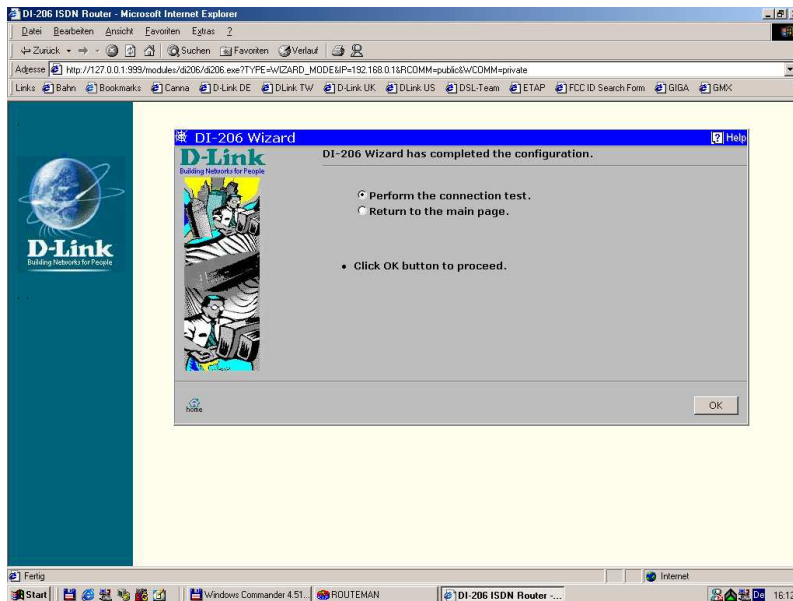 DI-206 ISDN Router - Microsoft Internet Explorer
Datei Bearbeiten Ansicht Favoriten Extras ?
Zurück Suchen Favoriten Verlauf
Adresse http://127.0.0.1:999/modules/di206/di206.exe?TYPE=WIZARD_MODE&IP=192.168.0.1&RCOMM=public&WCOMM=private
Links Bahn Bookmarks Canna D-Link DE DLink TW D-Link UK DLink US DSL-Team ETAP FCC ID Search Form GIGA GMX
DI-206 Wizard Help
D-Link
Building Networks for People
DI-206 Wizard has completed the configuration.
Perform the connection test.
Return to the main page.
D-Link
Building Networks for People
• Click OK button to proceed.
home
OK
Fertig Internet
Start Windows Commander 4.51... ROUTEMAN DI-206 ISDN Router -... De 16:12